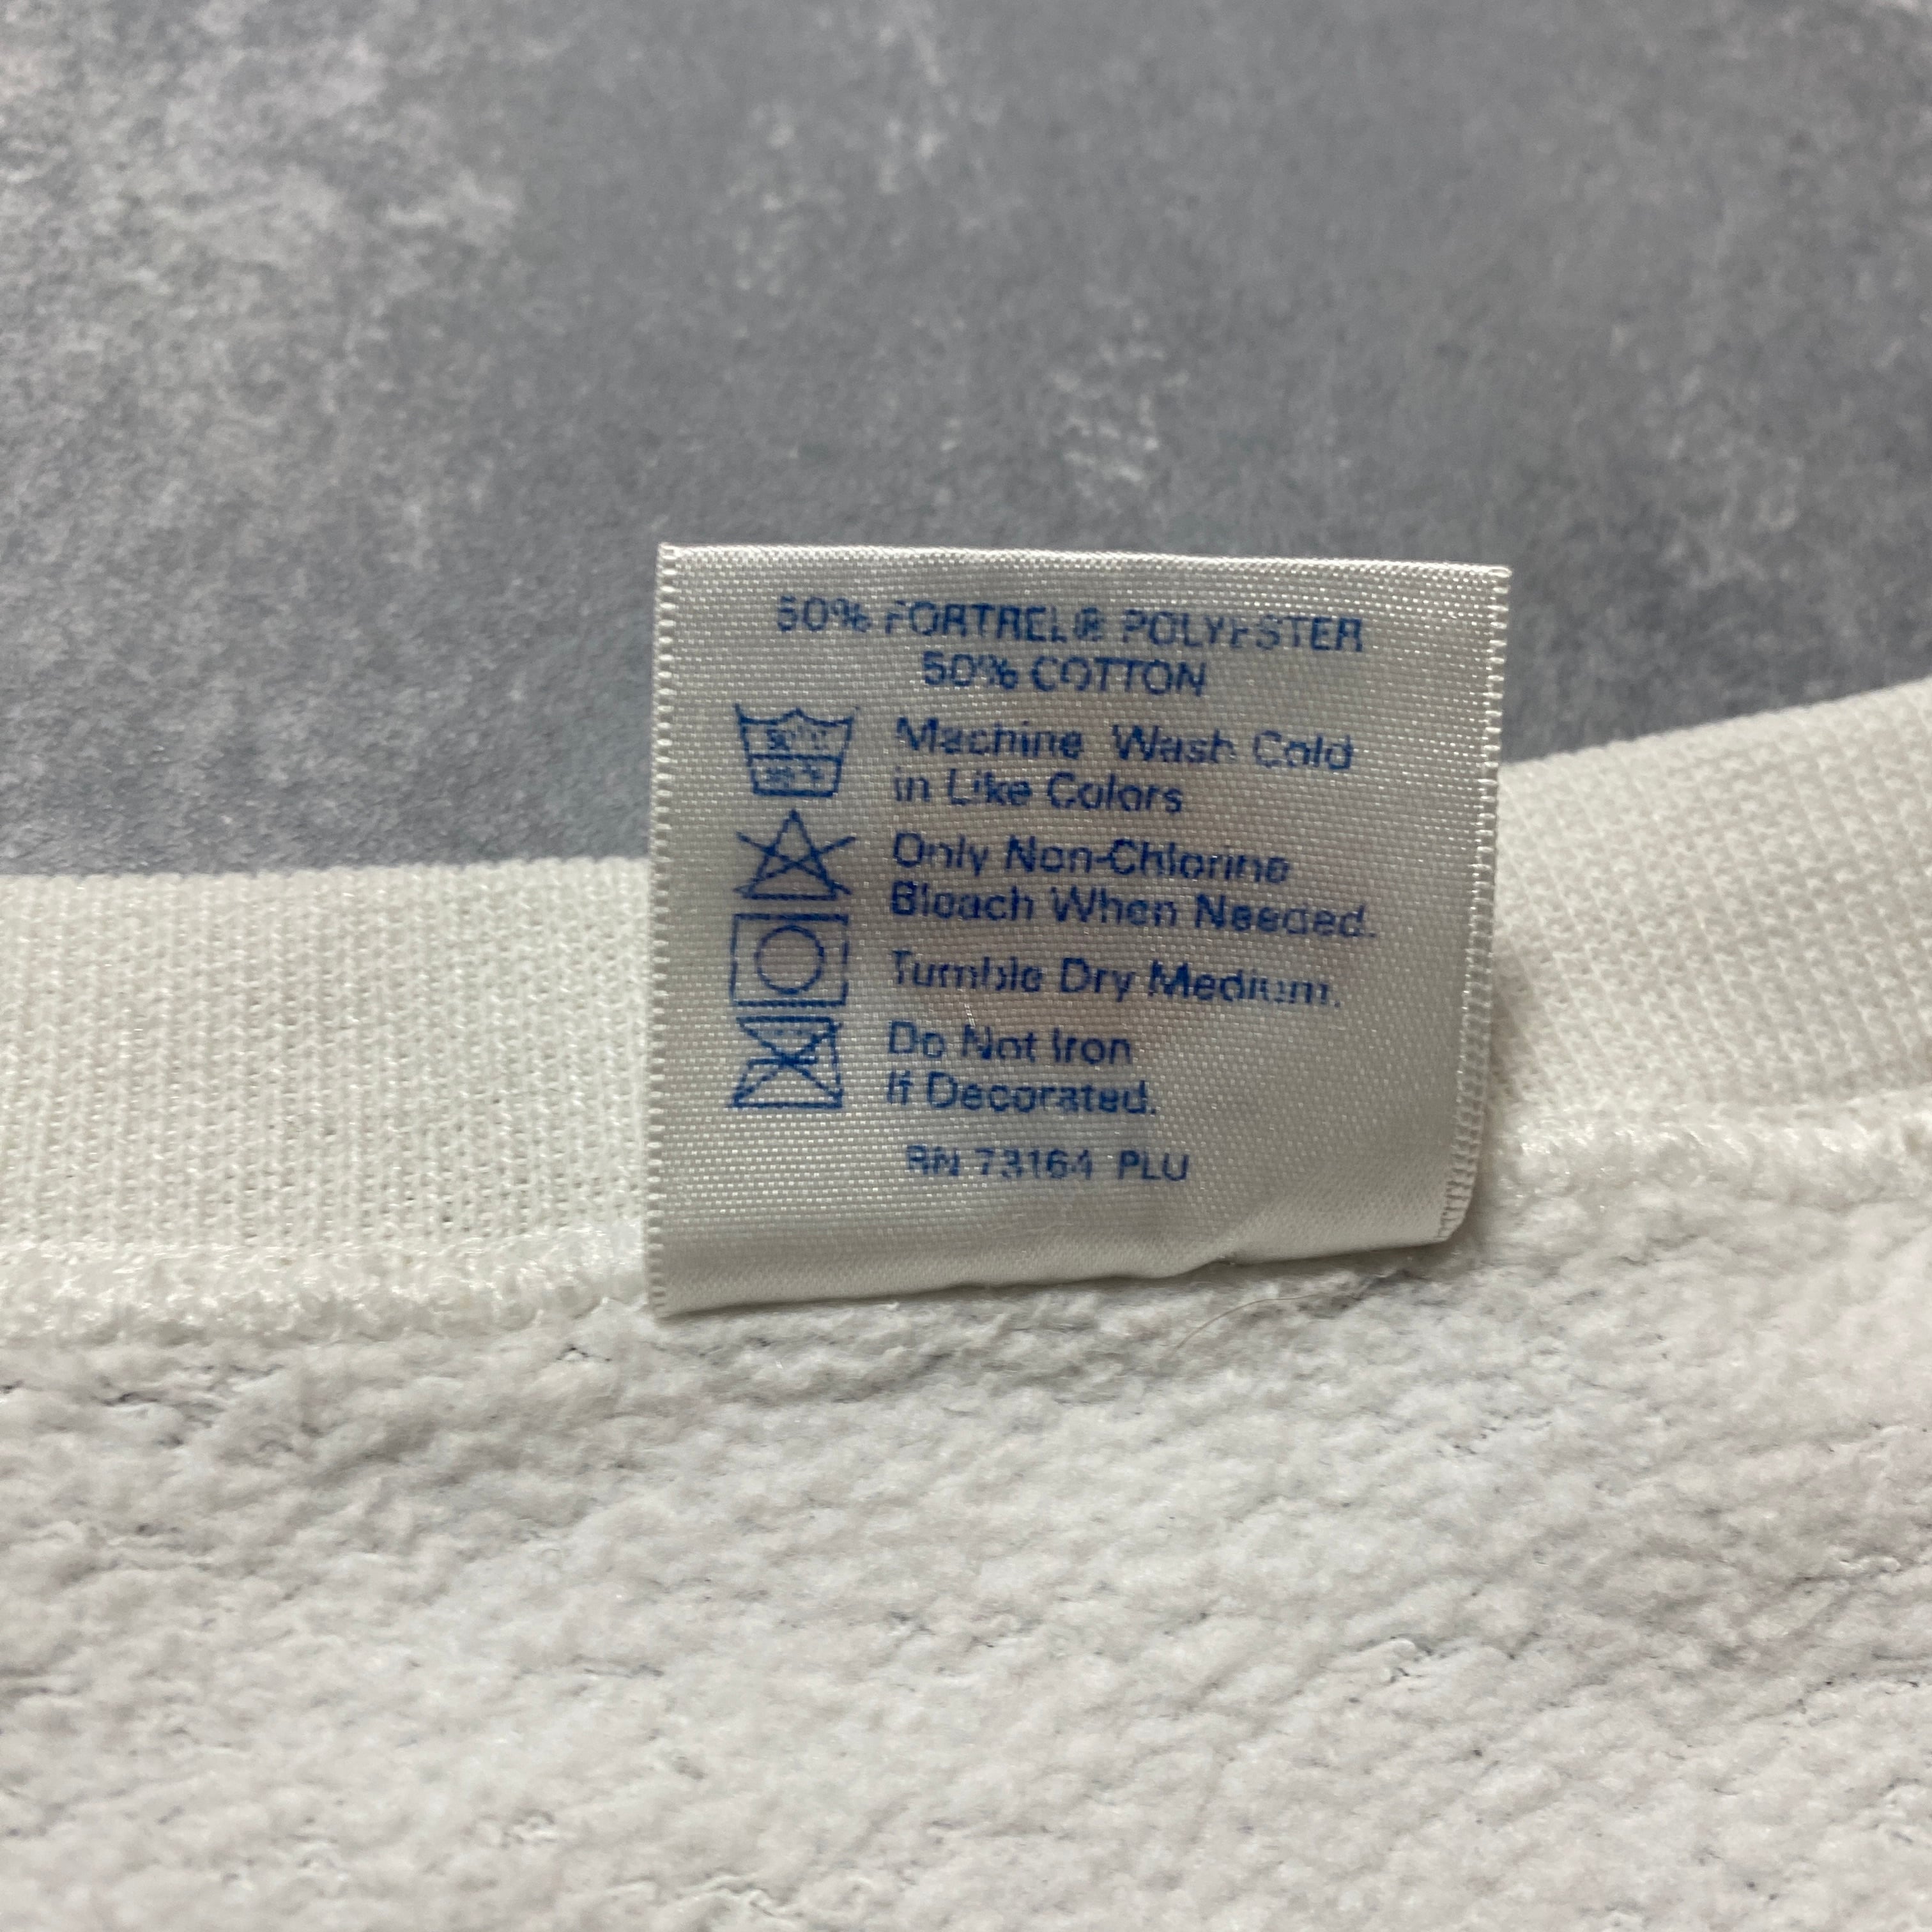 50% FORTREL® POLYESTER
50% COTTON
Machine Wash Cold
in Like Colors
Only Non-Chlorine
Bleach When Needed.
Tumble Dry Medium.
Do Not Iron
If Decorated.
RN 73164 PLU